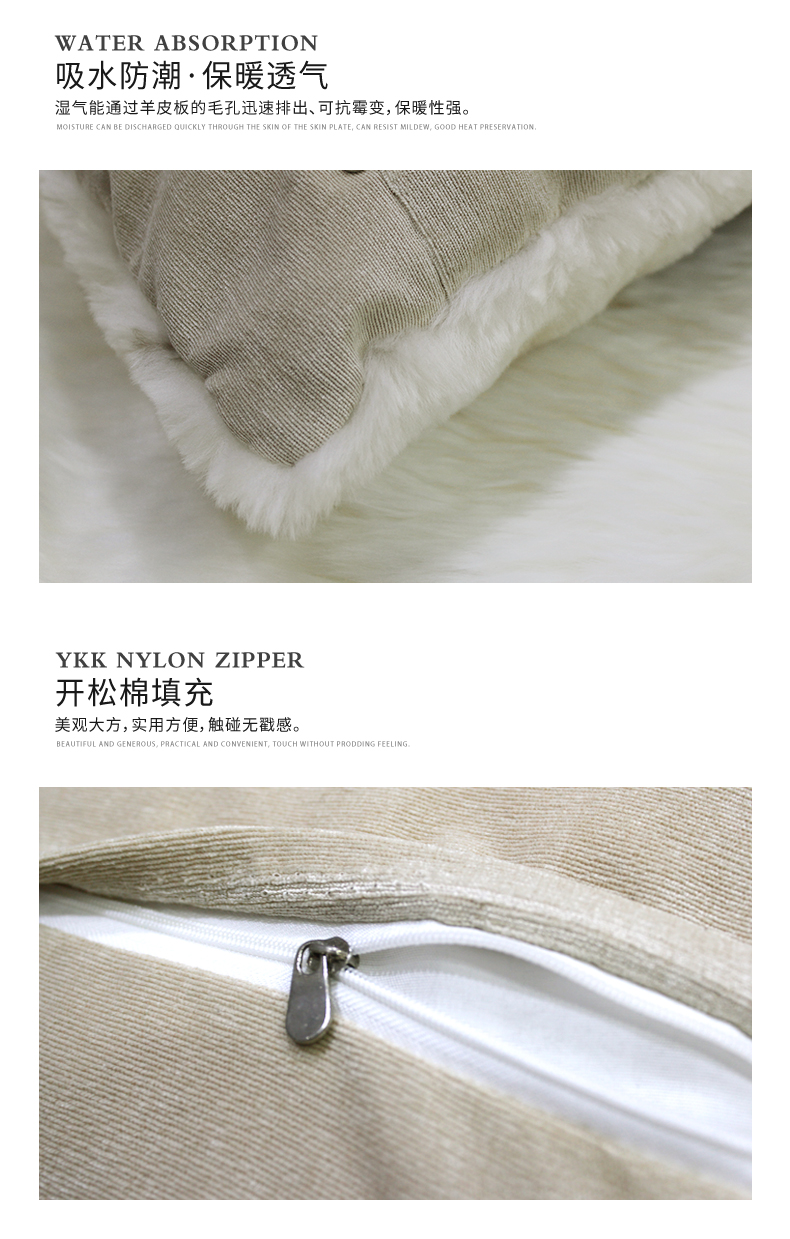 WATER ABSORPTION
吸水防潮·保暖透气
湿气能通过羊皮板的毛孔迅速排出、可抗霉变，保暖性强。
MOISTURE CAN BE DISCHARGED QUICKLY THROUGH THE SKIN OF THE SKIN PLATE, CAN RESIST MILDEW, GOOD HEAT PRESERVATION.
YKK NYLON ZIPPER
开松棉填充
美观大方，实用方便，触碰无戳感。
BEAUTIFUL AND GENEROUS, PRACTICAL AND CONVENIENT, TOUCH WITHOUT PRODDING FEELING.